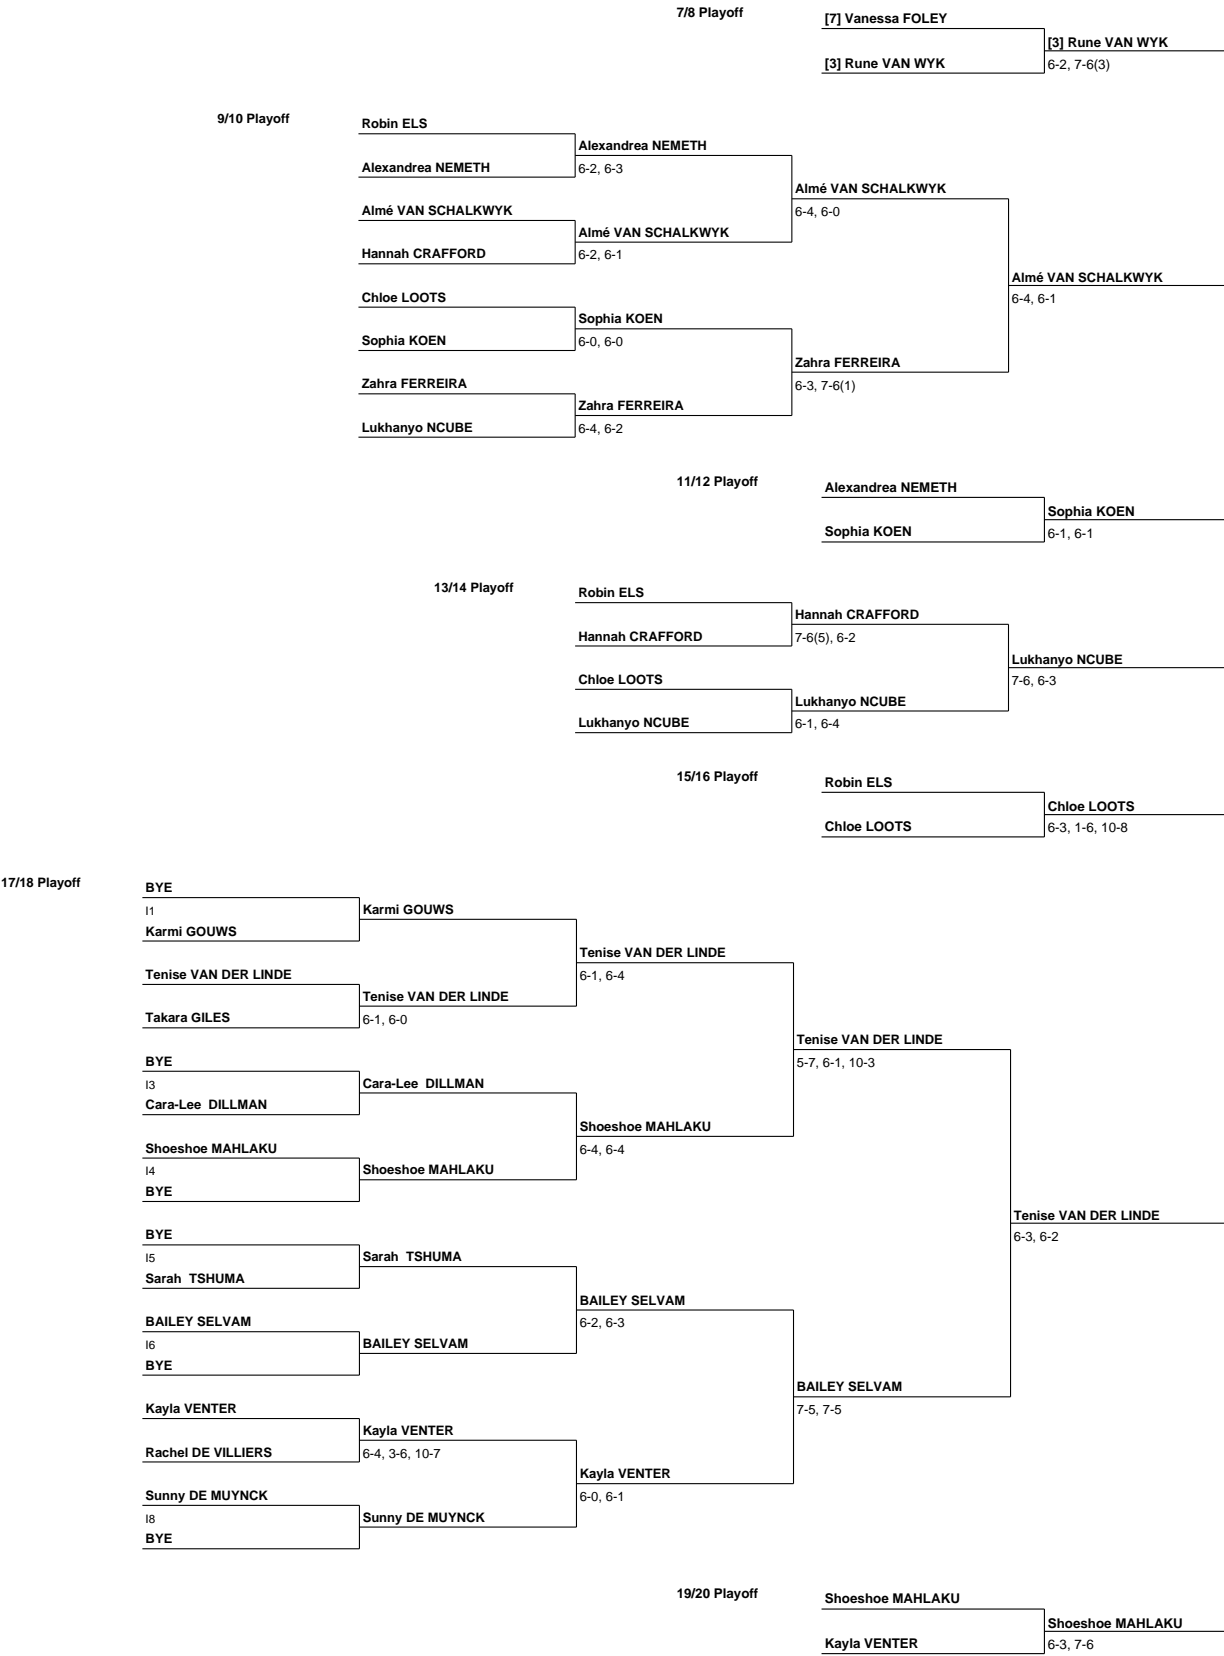 7/8 Playoff
[7] Vanessa FOLEY
[3] Rune VAN WYK
[3] Rune VAN WYK
6-2, 7-6(3)
9/10 Playoff
Robin ELS
Alexandrea NEMETH
Alexandrea NEMETH
6-2, 6-3
Almé VAN SCHALKWYK
6-4, 6-0
Almé VAN SCHALKWYK
Almé VAN SCHALKWYK
Hannah CRAFFORD
6-2, 6-1
Almé VAN SCHALKWYK
6-4, 6-1
Chloe LOOTS
Sophia KOEN
Sophia KOEN
6-0, 6-0
Zahra FERREIRA
6-3, 7-6(1)
Zahra FERREIRA
Zahra FERREIRA
Lukhanyo NCUBE
6-4, 6-2
11/12 Playoff
Alexandrea NEMETH
Sophia KOEN
Sophia KOEN
6-1, 6-1
13/14 Playoff
Robin ELS
Hannah CRAFFORD
Hannah CRAFFORD
7-6(5), 6-2
Lukhanyo NCUBE
7-6, 6-3
Chloe LOOTS
Lukhanyo NCUBE
Lukhanyo NCUBE
6-1, 6-4
15/16 Playoff
Robin ELS
Chloe LOOTS
Chloe LOOTS
6-3, 1-6, 10-8
17/18 Playoff
BYE
I1
Karmi GOUWS
Karmi GOUWS
Tenise VAN DER LINDE
6-1, 6-4
Tenise VAN DER LINDE
Tenise VAN DER LINDE
Takara GILES
6-1, 6-0
Tenise VAN DER LINDE
5-7, 6-1, 10-3
BYE
I3
Cara-Lee  DILLMAN
Cara-Lee  DILLMAN
Shoeshoe MAHLAKU
6-4, 6-4
Shoeshoe MAHLAKU
I4
Shoeshoe MAHLAKU
BYE
Tenise VAN DER LINDE
6-3, 6-2
BYE
I5
Sarah  TSHUMA
Sarah  TSHUMA
BAILEY SELVAM
6-2, 6-3
BAILEY SELVAM
I6
BAILEY SELVAM
BYE
BAILEY SELVAM
7-5, 7-5
Kayla VENTER
Kayla VENTER
Rachel DE VILLIERS
6-4, 3-6, 10-7
Kayla VENTER
6-0, 6-1
Sunny DE MUYNCK
I8
Sunny DE MUYNCK
BYE
19/20 Playoff
Shoeshoe MAHLAKU
Shoeshoe MAHLAKU
Kayla VENTER
6-3, 7-6